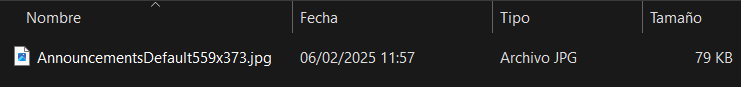 Nombre Fecha Tipo Tamaño
AnnouncementsDefault559x373.jpg 06/02/2025 11:57 Archivo JPG 79 KB